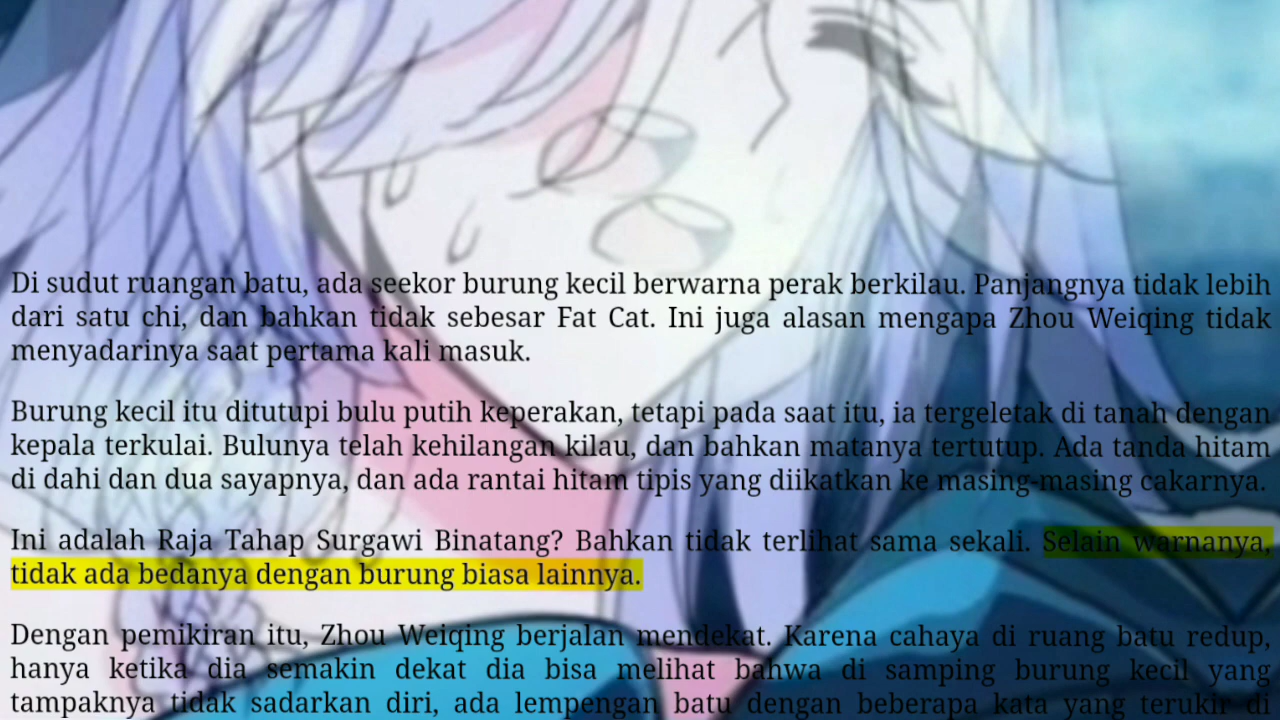 Di sudut ruangan batu, ada seekor burung kecil berwarna perak berkilau. Panjangnya tidak lebih
dari satu chi, dan bahkan tidak sebesar Fat Cat. Ini juga alasan mengapa Zhou Weiqing tidak
menyadarinya saat pertama kali masuk.
Burung kecil itu ditutupi bulu putih keperakan, tetapi pada saat itu, ia tergeletak di tanah dengan
kepala terkulai. Bulunya telah kehilangan kilau, dan bahkan matanya tertutup. Ada tanda hitam
di dahi dan dua sayapnya, dan ada rantai hitam tipis yang diikatkan ke masing-masing cakarnya.
Ini adalah Raja Tahap Surgawi Binatang? Bahkan tidak terlihat sama sekali. Selain warnanya,
tidak ada bedanya dengan burung biasa lainnya.
Dengan pemikiran itu, Zhou Weiqing berjalan mendekat. Karena cahaya di ruang batu redup,
hanya ketika dia semakin dekat dia bisa melihat bahwa di samping burung kecil yang
tampaknya tidak sadarkan diri, ada lempengan batu dengan beberapa kata yang terukir di